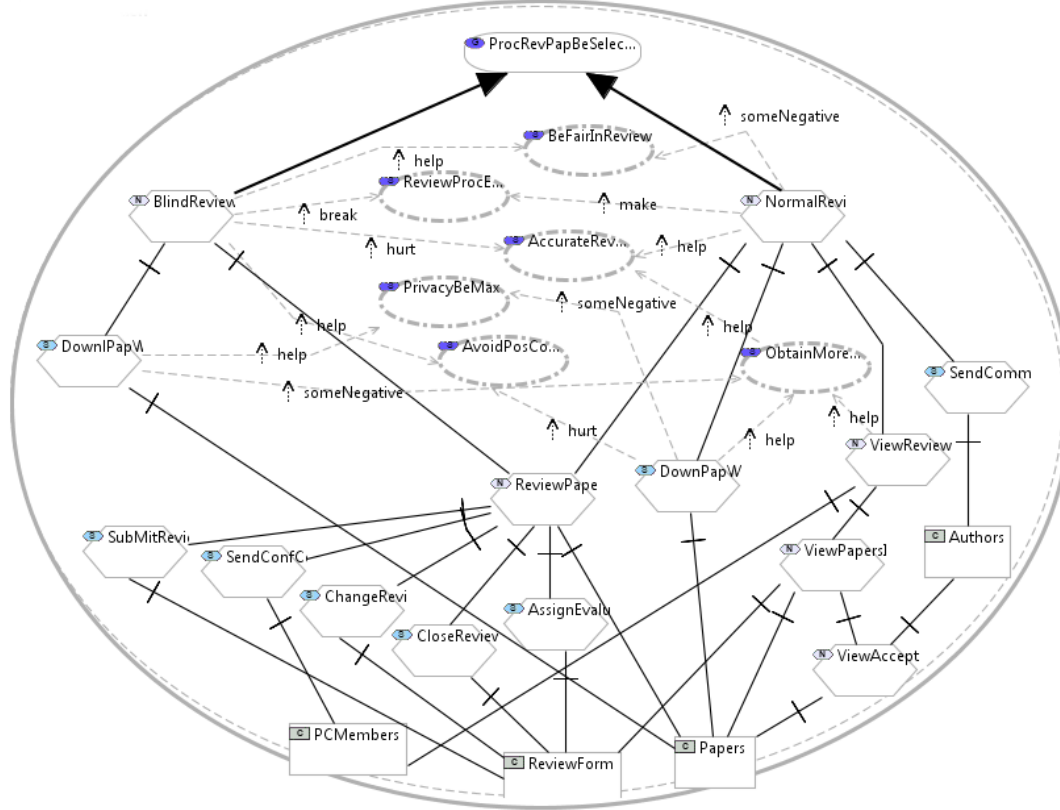 G ProcRevPapBeSelec...
someNegative
S BeFairInReview
help
S ReviewProcE...
N BlindReview
N NormalRevi
break
make
S AccurateRev...
hurt
help
S PrivacyBeMax
someNegative
help
help
S DownlPapW
help
S AvoidPosCo...
S ObtainMore...
S SendComm
someNegative
help
hurt
help
N ViewReview
N ReviewPape
S DownPapW
S SubMitRevi
S SendConfC
N ViewPapersI
C Authors
S ChangeRevi
S AssignEvalu
S CloseReview
N ViewAccept
C PCMembers
C ReviewForm
C Papers